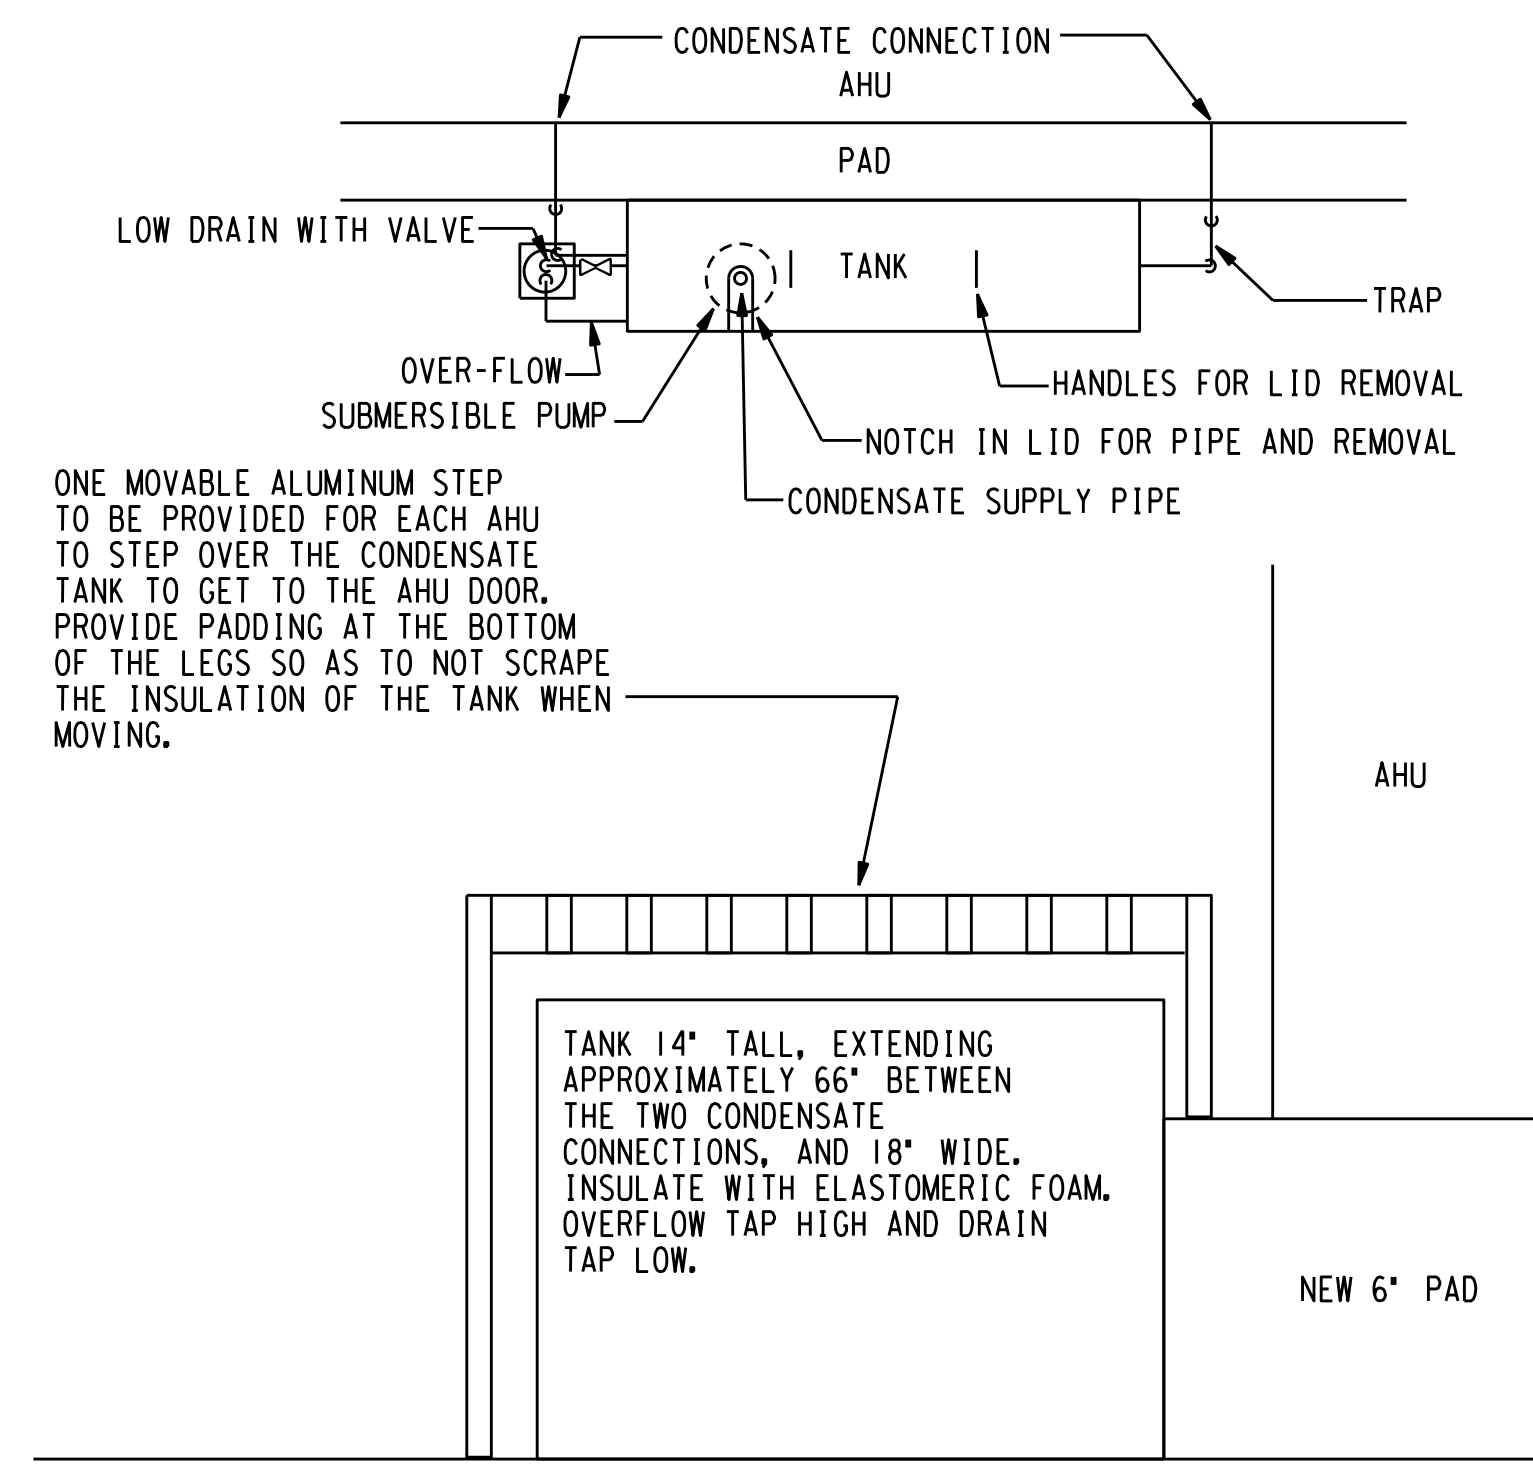 CONDENSATE CONNECTION
AHU
PAD
LOW DRAIN WITH VALVE
TANK
TRAP
OVER-FLOW
HANDLES FOR LID REMOVAL
SUBMERSIBLE PUMP
NOTCH IN LID FOR PIPE AND REMOVAL
CONDENSATE SUPPLY PIPE
ONE MOVABLE ALUMINUM STEP
TO BE PROVIDED FOR EACH AHU
TO STEP OVER THE CONDENSATE
TANK TO GET TO THE AHU DOOR.
PROVIDE PADDING AT THE BOTTOM
OF THE LEGS SO AS TO NOT SCRAPE
THE INSULATION OF THE TANK WHEN
MOVING.
AHU
TANK 14" TALL, EXTENDING
APPROXIMATELY 66" BETWEEN
THE TWO CONDENSATE
CONNECTIONS, AND 18" WIDE.
INSULATE WITH ELASTOMERIC FOAM.
OVERFLOW TAP HIGH AND DRAIN
TAP LOW.
NEW 6" PAD